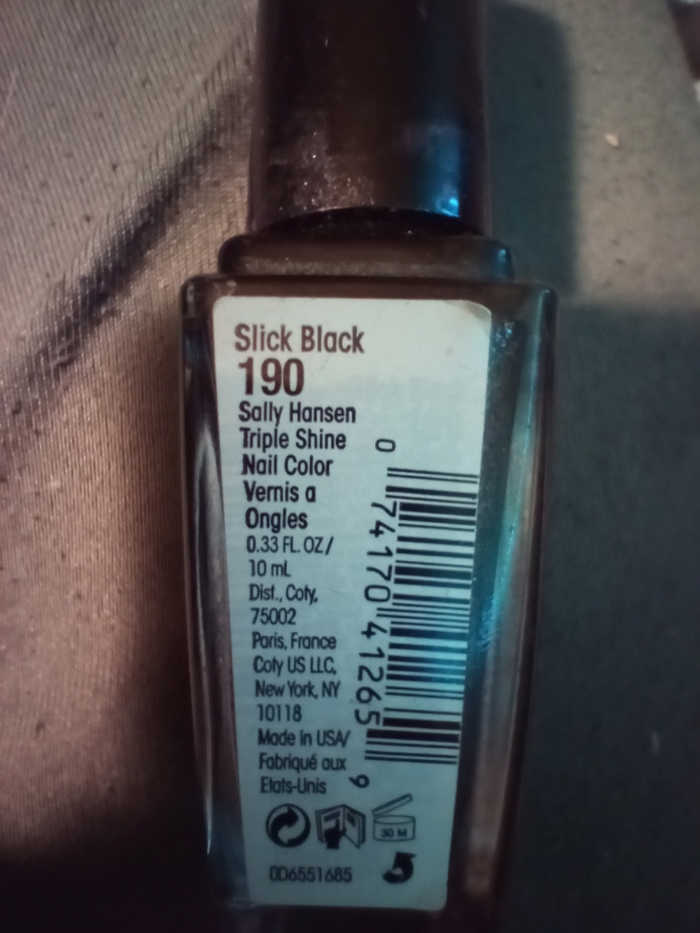 Slick Black
190
Sally Hansen
Triple Shine
Nail Color
Vernis a
Ongles
0.33 FL. OZ/
10 mL
Dist., Coty,
75002
Paris, France
Coty US LLC,
New York, NY
10118
Made in USA/
Fabriqué aux
Etats-Unis
0 74170 41265 9
30 M
0D6551685